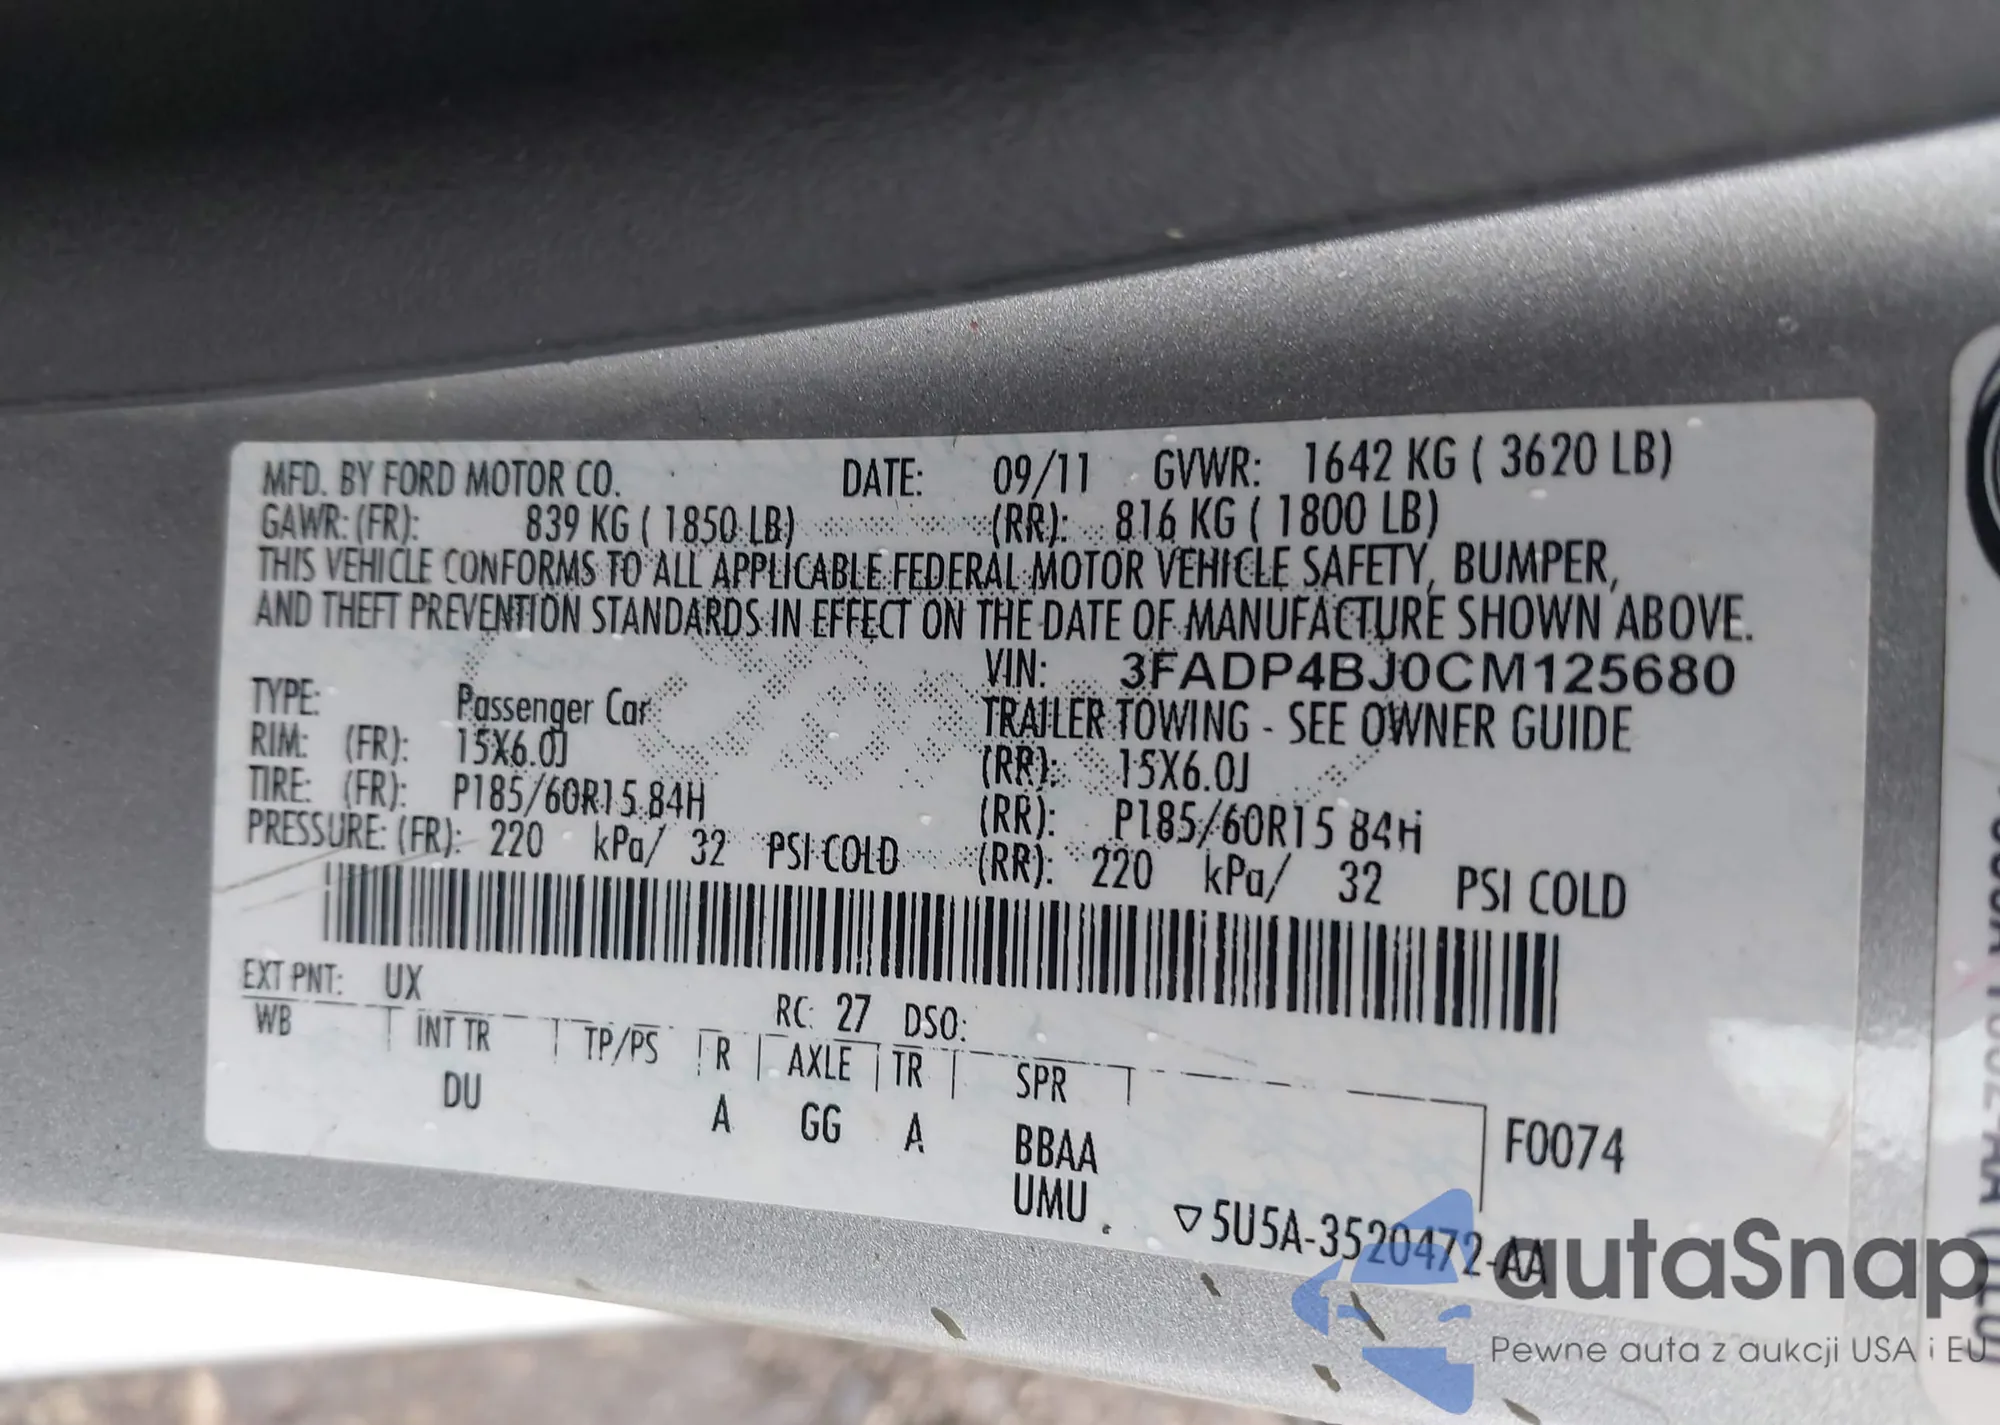 MFD. BY FORD MOTOR CO. DATE: 09/11 GVWR: 1642 KG ( 3620 LB)
GAWR: (FR): 839 KG ( 1850 LB) (RR): 816 KG ( 1800 LB)
THIS VEHICLE CONFORMS TO ALL APPLICABLE FEDERAL MOTOR VEHICLE SAFETY, BUMPER,
AND THEFT PREVENTION STANDARDS IN EFFECT ON THE DATE OF MANUFACTURE SHOWN ABOVE.
VIN: 3FADP4BJ0CM125680
TYPE: Passenger Car TRAILER TOWING - SEE OWNER GUIDE
RIM: (FR): 15X6.0J (RR): 15X6.0J
TIRE: (FR): P185/60R15 84H (RR): P185/60R15 84H
PRESSURE: (FR): 220 kPa/ 32 PSI COLD (RR): 220 kPa/ 32 PSI COLD
EXT PNT: UX RC: 27 DSO:
WB INT TR TP/PS R AXLE TR SPR
DU A GG A BBAA F0074
UMU ▽5U5A-3520472-AA
autaSnap
Pewne auta z aukcji USA i EU